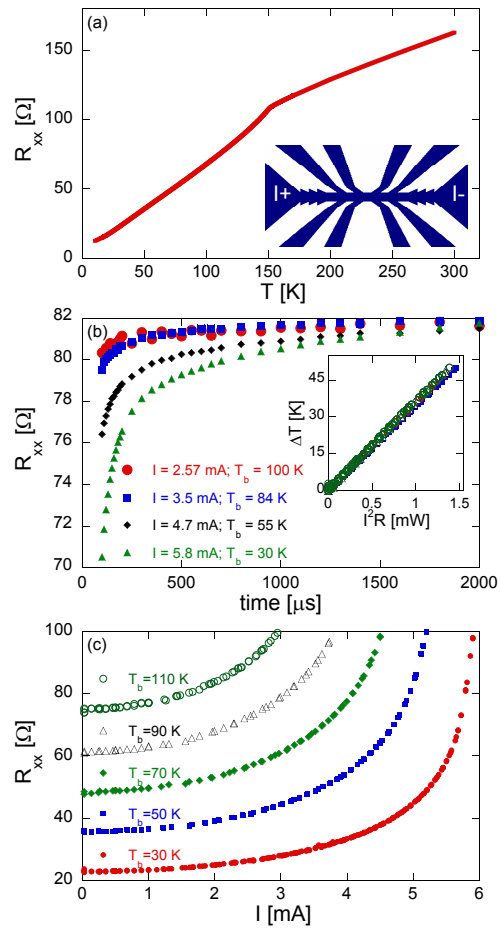 (a)
R_xx [Ω]
150
100
50
0
I+ I-
0 50 100 150 200 250 300
T [K]
(b)
R_xx [Ω]
82
80
78
76
74
72
70
I = 2.57 mA; T_b = 100 K
I = 3.5 mA; T_b = 84 K
I = 4.7 mA; T_b = 55 K
I = 5.8 mA; T_b = 30 K
ΔT [K]
45
30
15
0
0 0.5 1 1.5
I²R [mW]
0 500 1000 1500 2000
time [μs]
(c)
R_xx [Ω]
100
80
60
40
20
T_b=110 K
T_b=90 K
T_b=70 K
T_b=50 K
T_b=30 K
0 1 2 3 4 5 6
I [mA]